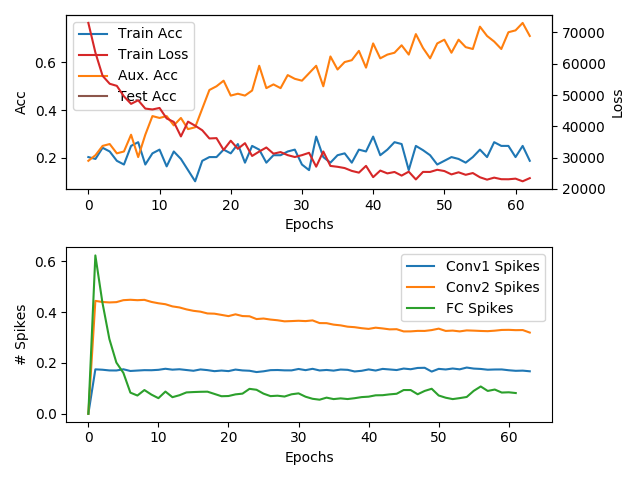 Train Acc
Train Loss
Aux. Acc
Test Acc
0.6
0.4
0.2
Acc
70000
60000
50000
40000
30000
20000
Loss
0 10 20 30 40 50 60
Epochs
Conv1 Spikes
Conv2 Spikes
FC Spikes
0.6
0.4
0.2
0.0
# Spikes
0 10 20 30 40 50 60
Epochs